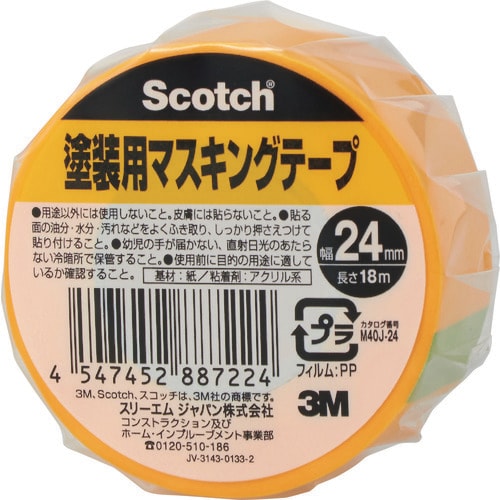 Scotch®
塗装用マスキングテープ
●用途以外には使用しないこと。皮膚には貼らないこと。●貼る
面の油分・水分・汚れなどをよくふき取り、しっかり押さえつけて
貼り付けること。●幼児の手が届かない、直射日光のあたら
ない冷暗所で保管すること。●使用前に目的の用途に適して
いるか確認すること。
基材：紙／粘着剤：アクリル系
幅 24mm
長さ18m
プラ
カタログ番号
M40J-24
フィルム：PP
4 547452 887224
3M、Scotch、スコッチは、3M社の商標です。
スリーエム ジャパン株式会社
コンストラクション及び
ホーム・インプルーブメント事業部
☎0120-510-186
JV-3143-0133-2
3M